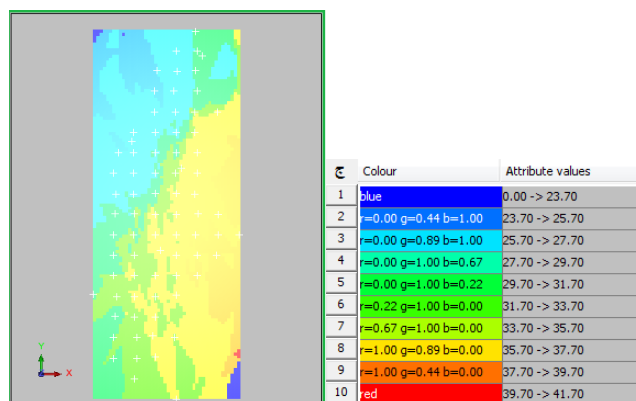 Y
X
ج Colour Attribute values
1 blue 0.00 -> 23.70
2 r=0.00 g=0.44 b=1.00 23.70 -> 25.70
3 r=0.00 g=0.89 b=1.00 25.70 -> 27.70
4 r=0.00 g=1.00 b=0.67 27.70 -> 29.70
5 r=0.00 g=1.00 b=0.22 29.70 -> 31.70
6 r=0.22 g=1.00 b=0.00 31.70 -> 33.70
7 r=0.67 g=1.00 b=0.00 33.70 -> 35.70
8 r=1.00 g=0.89 b=0.00 35.70 -> 37.70
9 r=1.00 g=0.44 b=0.00 37.70 -> 39.70
10 red 39.70 -> 41.70